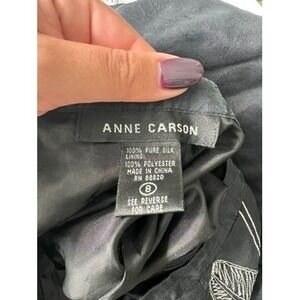 ANNE CARSON
100% PURE SILK
LINING:
100% POLYESTER
MADE IN CHINA
RN 88820
8
SEE REVERSE
FOR CARE